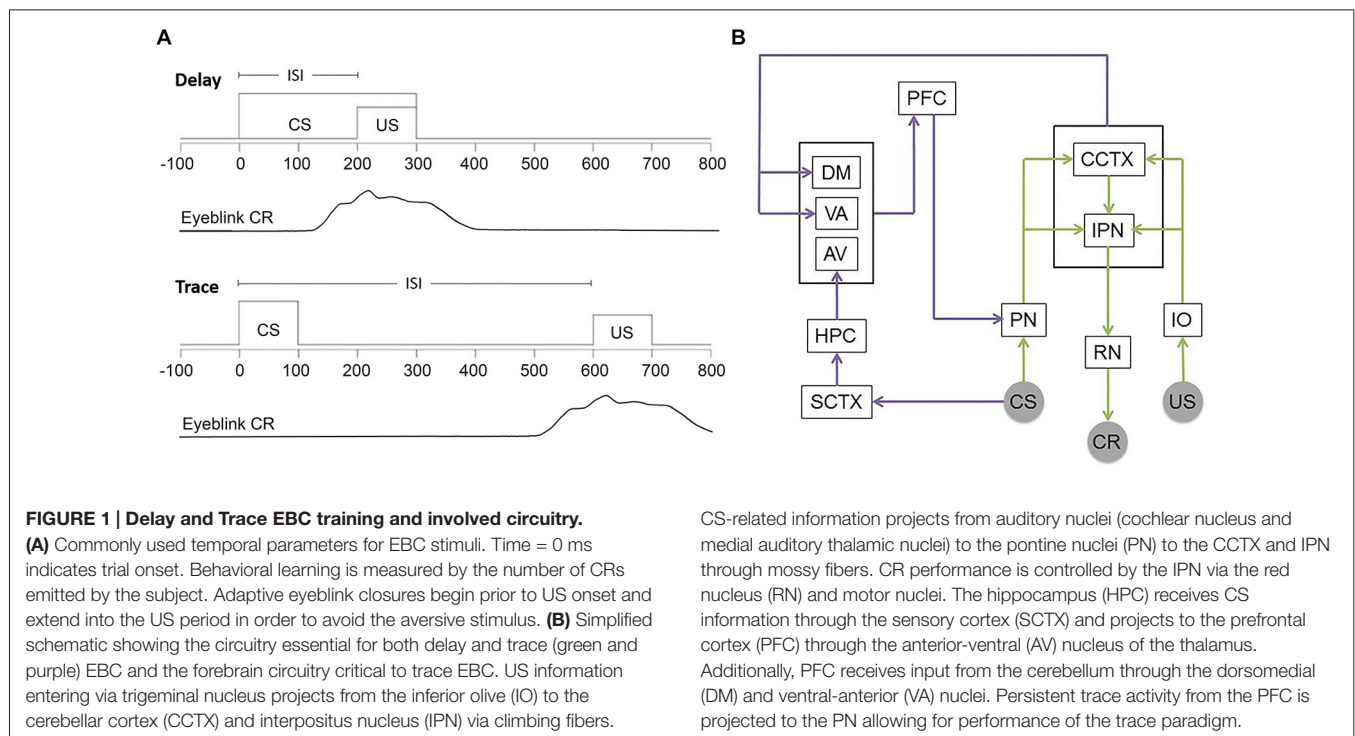 A
Delay
ISI
CS
US
-100 0 100 200 300 400 500 600 700 800
Eyeblink CR
Trace
ISI
CS
US
-100 0 100 200 300 400 500 600 700 800
Eyeblink CR
B
PFC
DM
VA
AV
CCTX
IPN
HPC
PN
IO
RN
SCTX
CS
US
CR
FIGURE 1 | Delay and Trace EBC training and involved circuitry.
(A) Commonly used temporal parameters for EBC stimuli. Time = 0 ms
indicates trial onset. Behavioral learning is measured by the number of CRs
emitted by the subject. Adaptive eyeblink closures begin prior to US onset and
extend into the US period in order to avoid the aversive stimulus. (B) Simplified
schematic showing the circuitry essential for both delay and trace (green and
purple) EBC and the forebrain circuitry critical to trace EBC. US information
entering via trigeminal nucleus projects from the inferior olive (IO) to the
cerebellar cortex (CCTX) and interpositus nucleus (IPN) via climbing fibers.
CS-related information projects from auditory nuclei (cochlear nucleus and
medial auditory thalamic nuclei) to the pontine nuclei (PN) to the CCTX and IPN
through mossy fibers. CR performance is controlled by the IPN via the red
nucleus (RN) and motor nuclei. The hippocampus (HPC) receives CS
information through the sensory cortex (SCTX) and projects to the prefrontal
cortex (PFC) through the anterior-ventral (AV) nucleus of the thalamus.
Additionally, PFC receives input from the cerebellum through the dorsomedial
(DM) and ventral-anterior (VA) nuclei. Persistent trace activity from the PFC is
projected to the PN allowing for performance of the trace paradigm.